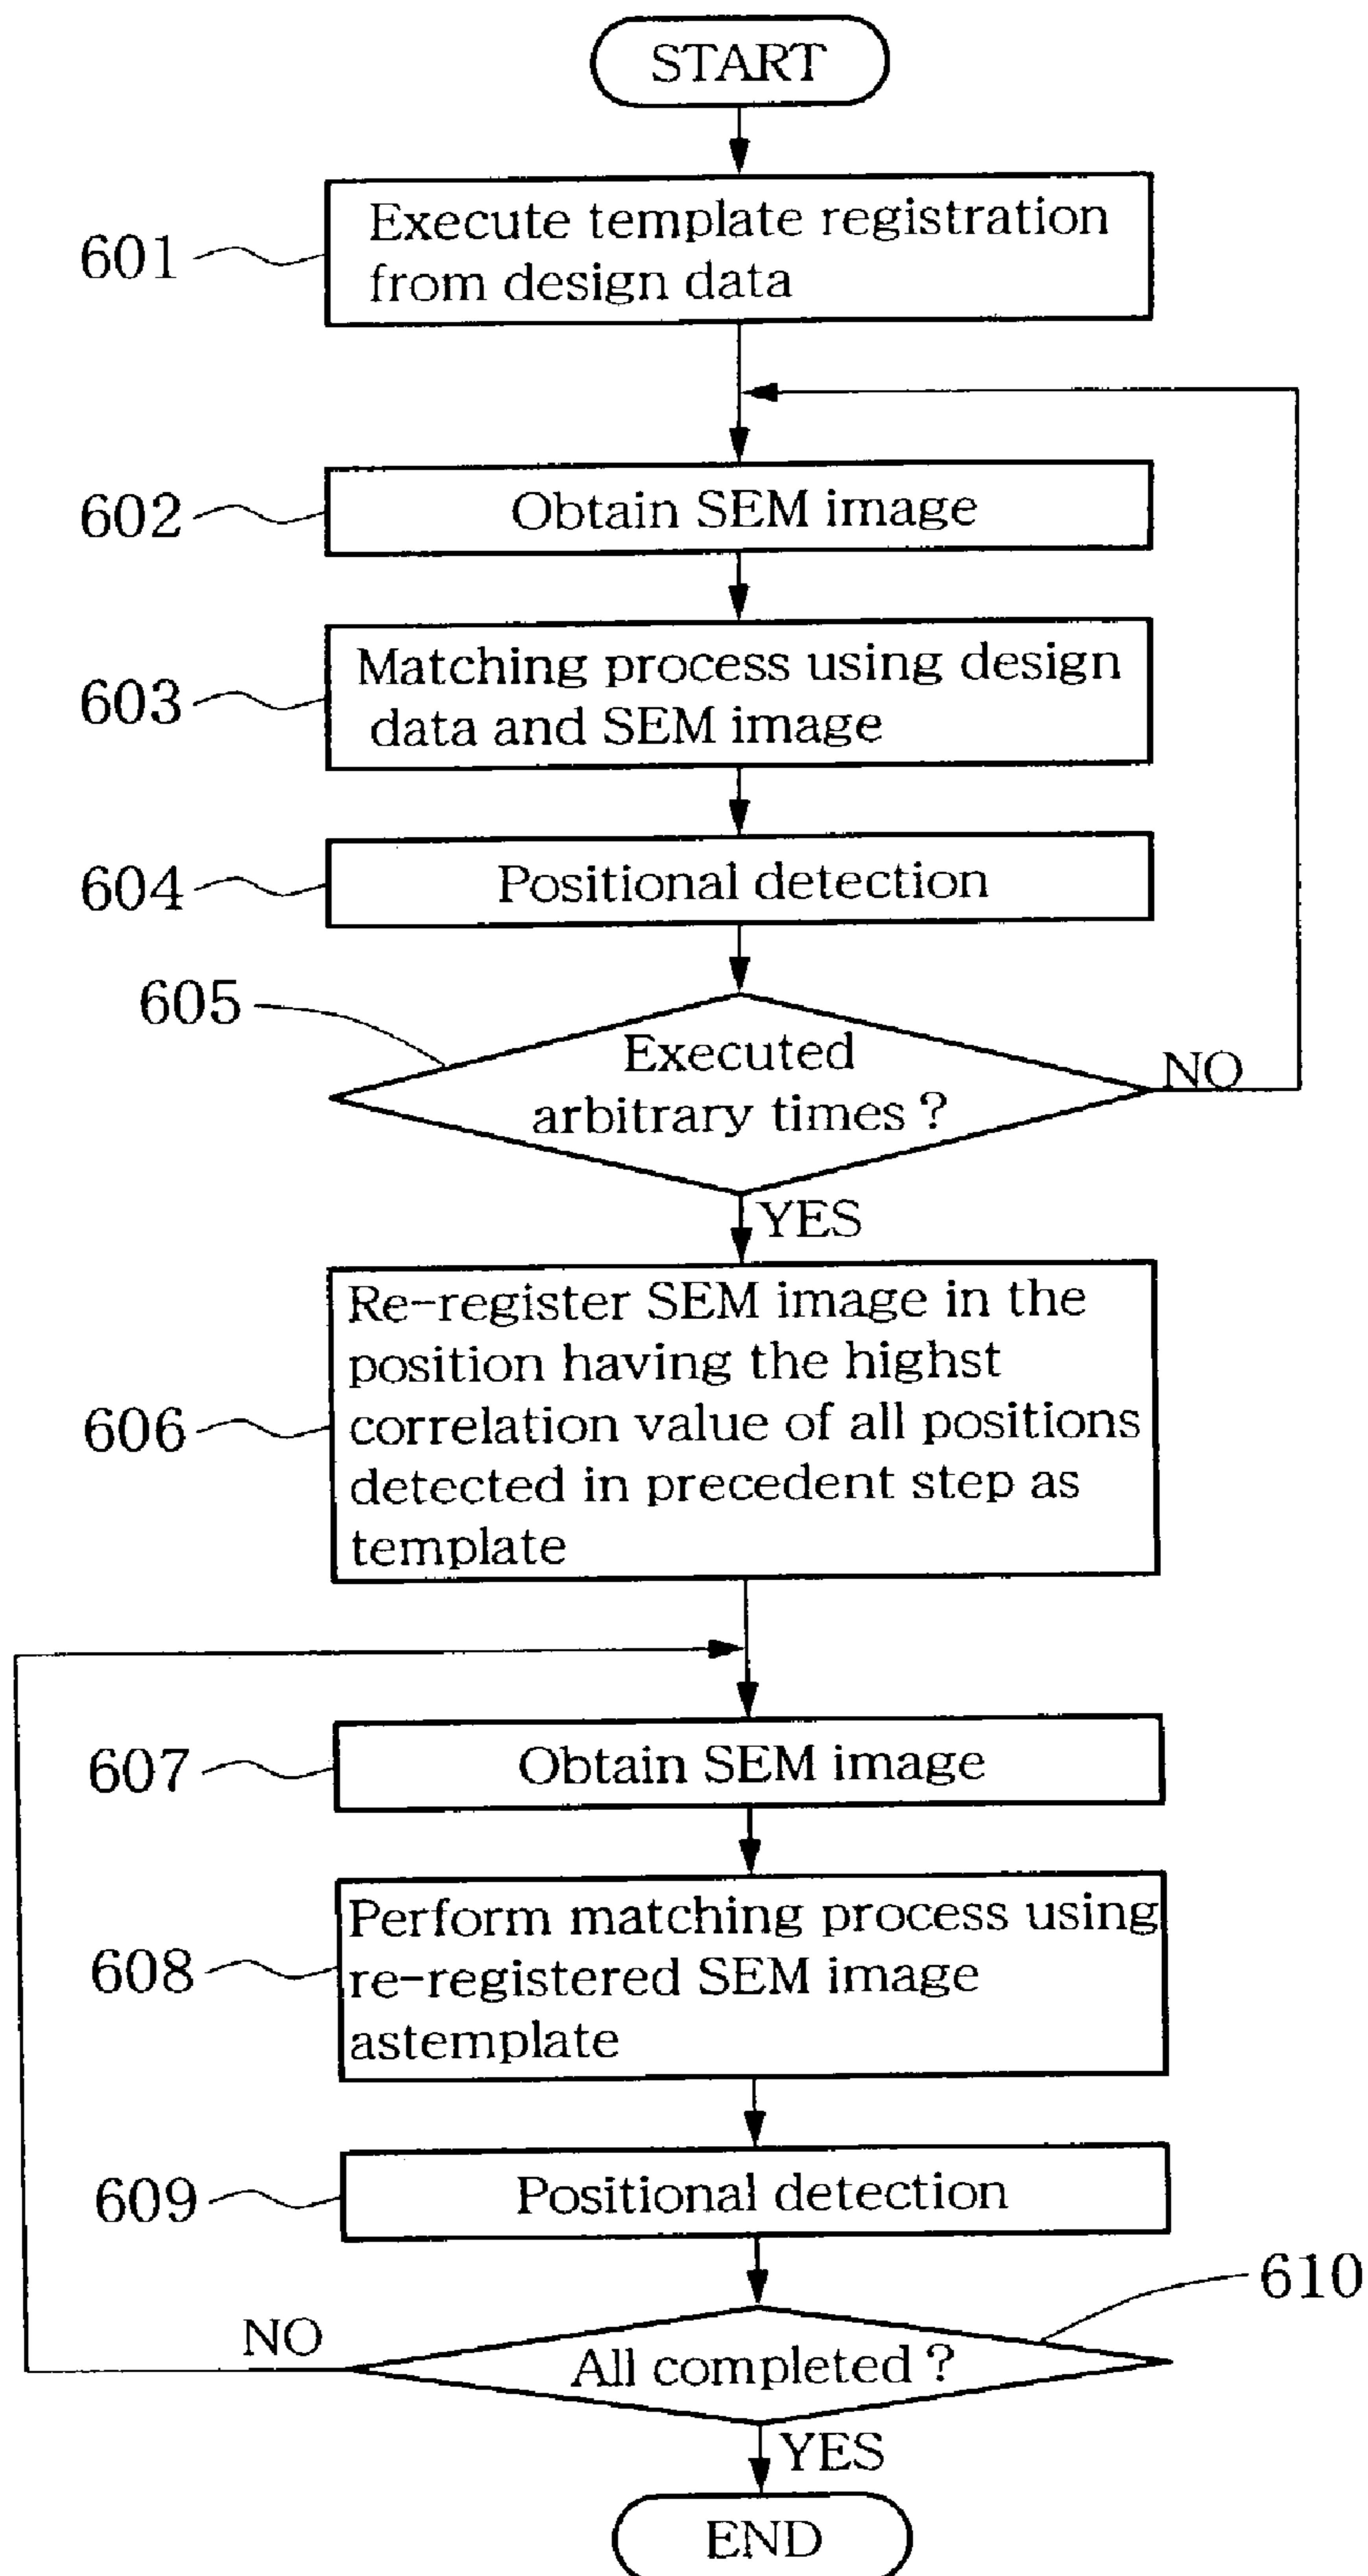 START
601
Execute template registration
from design data
602
Obtain SEM image
603
Matching process using design
data and SEM image
604
Positional detection
605
Executed
arbitrary times ?
NO
YES
606
Re-register SEM image in the
position having the highst
correlation value of all positions
detected in precedent step as
template
607
Obtain SEM image
608
Perform matching process using
re-registered SEM image
astemplate
609
Positional detection
610
NO
All completed ?
YES
END